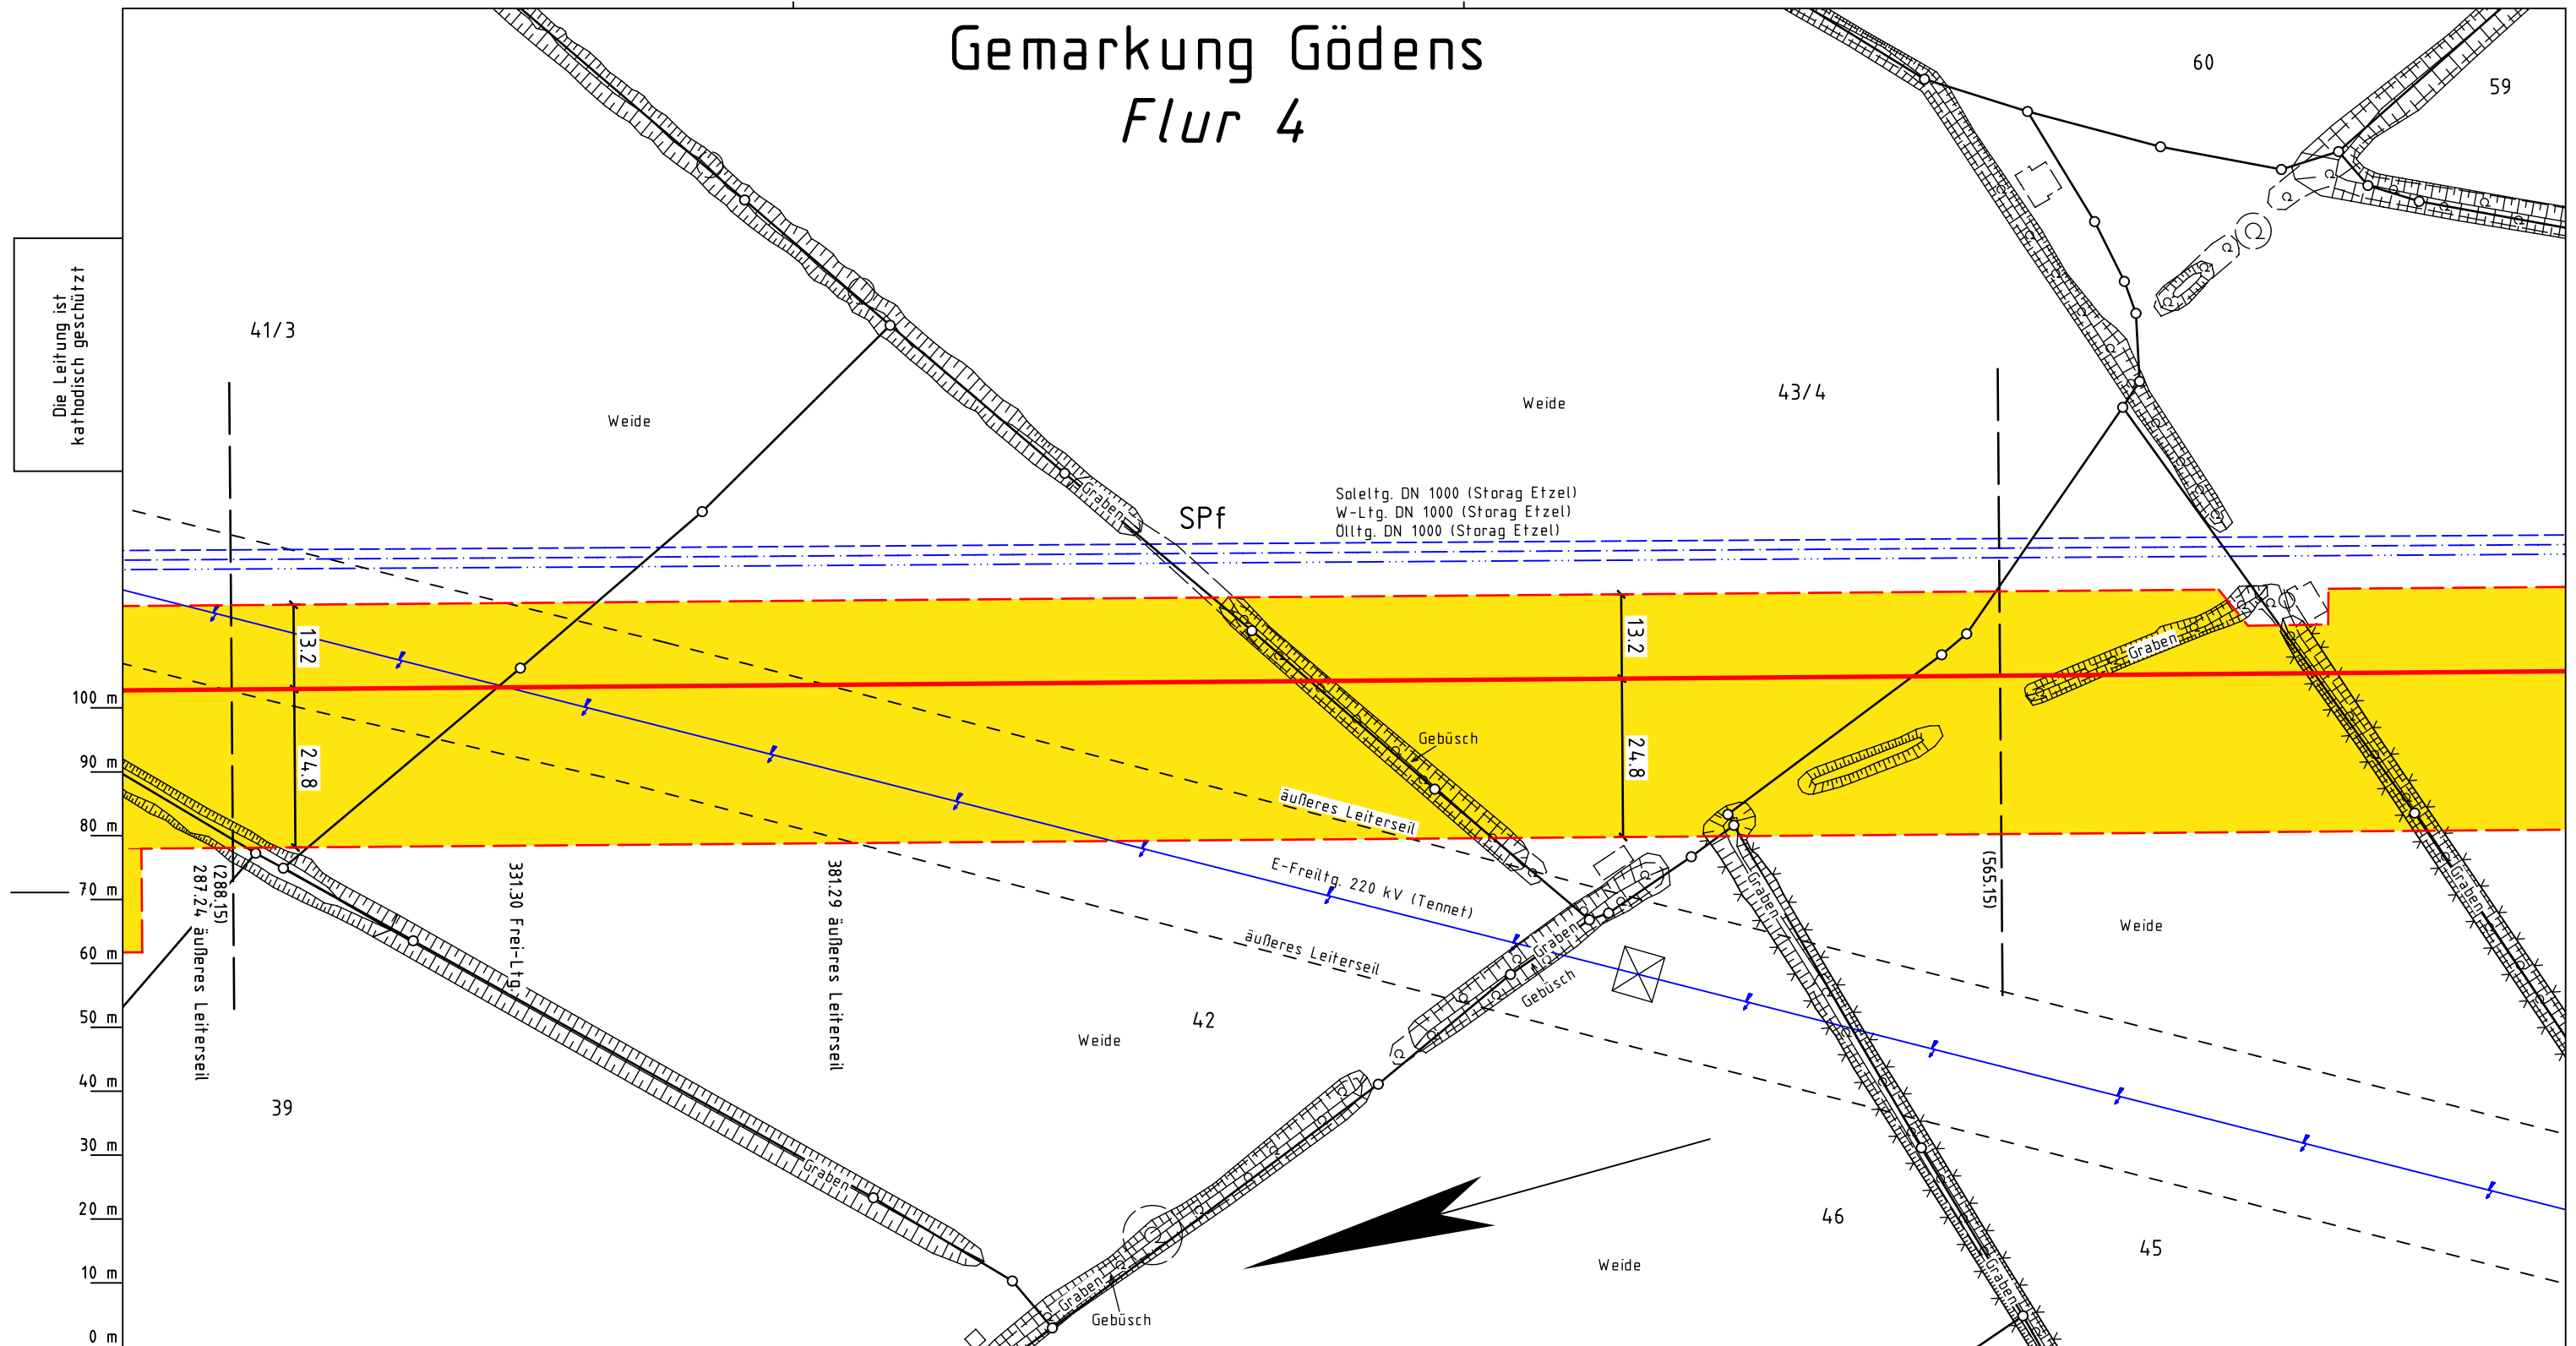 Gemarkung Gödens
Flur 4
60
59
Die Leitung ist
kathodisch geschützt
41/3
Weide
Weide
43/4
Graben
SPf
Soleltg. DN 1000 (Storag Etzel)
W-Ltg. DN 1000 (Storag Etzel)
Ölltg. DN 1000 (Storag Etzel)
13.2
13.2
Graben
100 m
90 m
80 m
70 m
60 m
50 m
40 m
30 m
20 m
10 m
0 m
24.8
24.8
Gebüsch
äußeres Leiterseil
E-Freiltg. 220 kV (Tennet)
äußeres Leiterseil
(288.15)
287.24 äußeres Leiterseil
331.30 Frei-Ltg.
381.29 äußeres Leiterseil
(565.15)
Graben
Graben
Graben
Gebüsch
Weide
42
Weide
39
Graben
46
45
Weide
Graben
Graben
Gebüsch